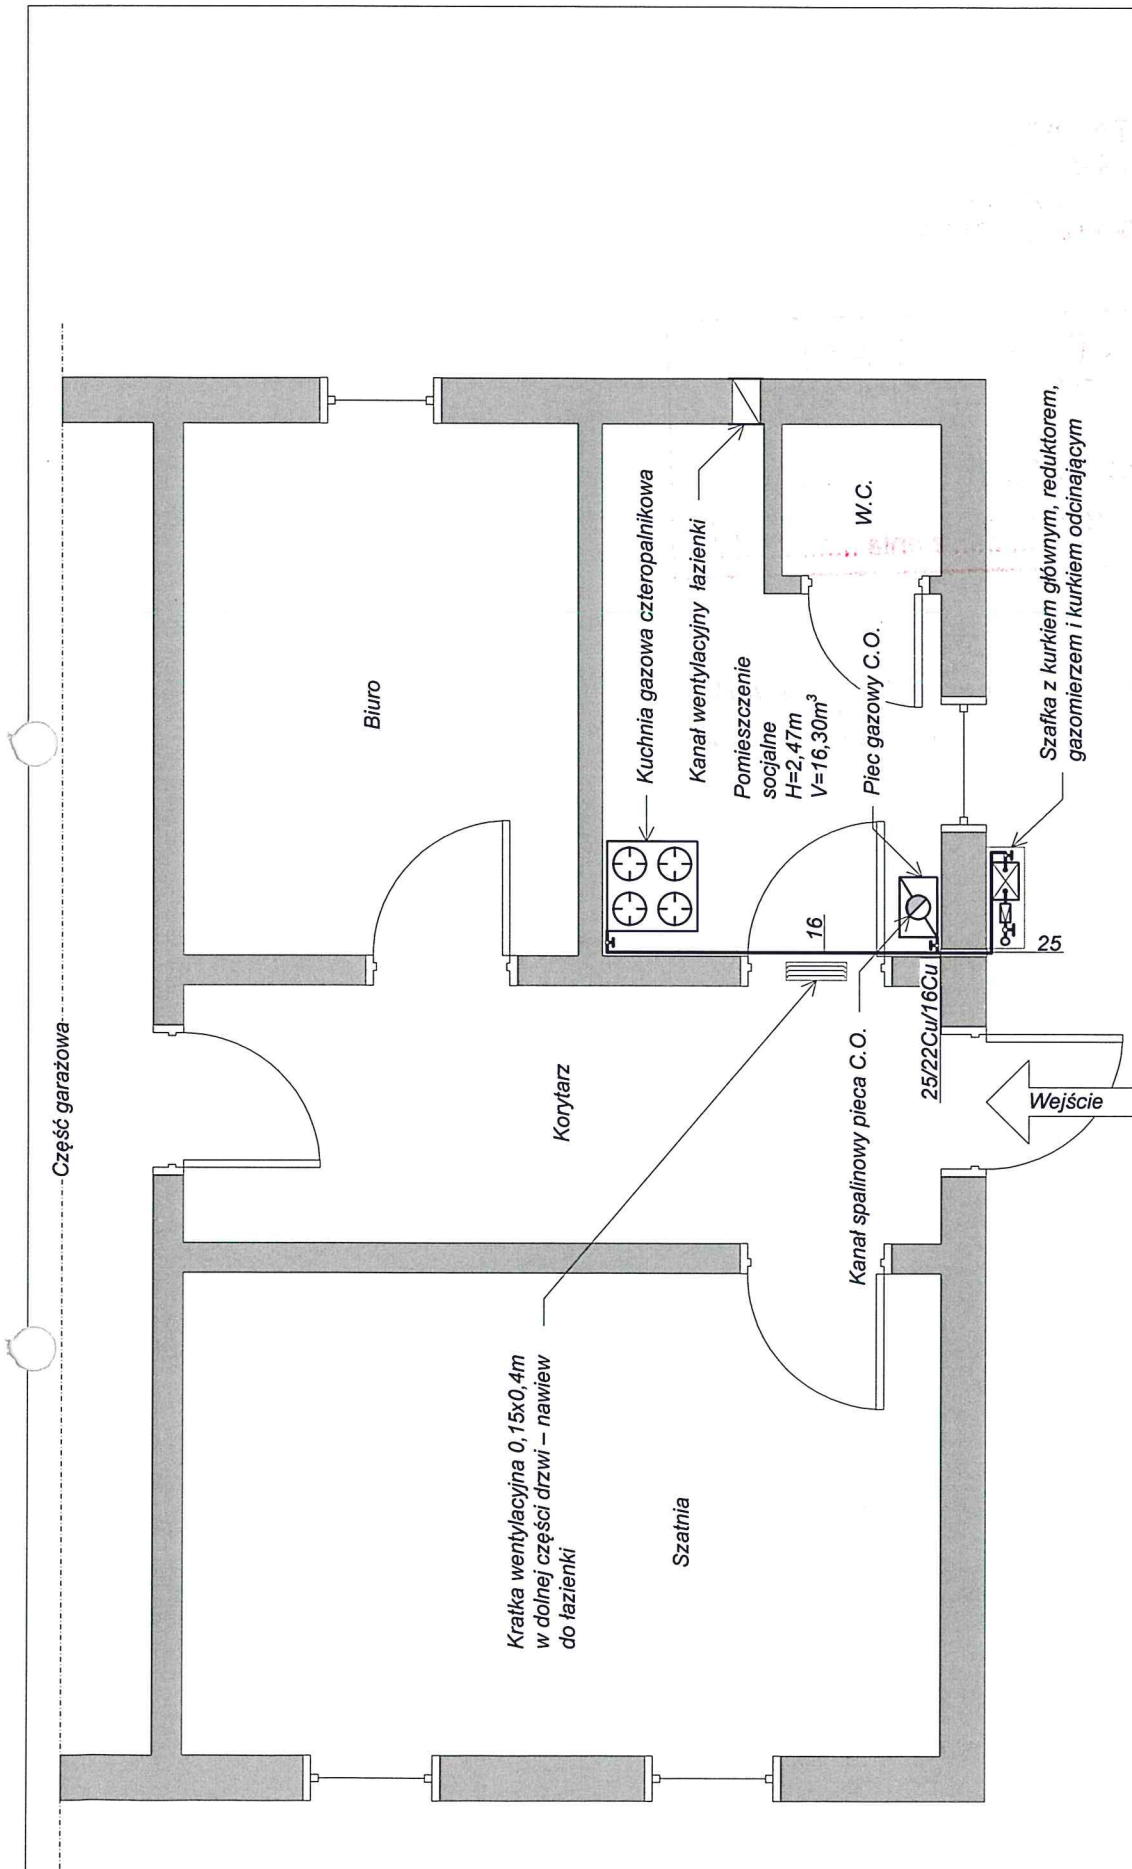 Część garażowa
Biuro
Kuchnia gazowa czteropalnikowa
Kanał wentylacyjny łazienki
Pomieszczenie
socjalne
H=2,47m
V=16,30m³
W.C.
Piec gazowy C.O.
Szafka z kurkiem głównym, reduktorem,
gazomierzem i kurkiem odcinającym
16
25
25/22Cu/16Cu
Korytarz
Kanał spalinowy pieca C.O.
Wejście
Kratka wentylacyjna 0,15x0,4m
w dolnej części drzwi – nawiew
do łazienki
Szatnia